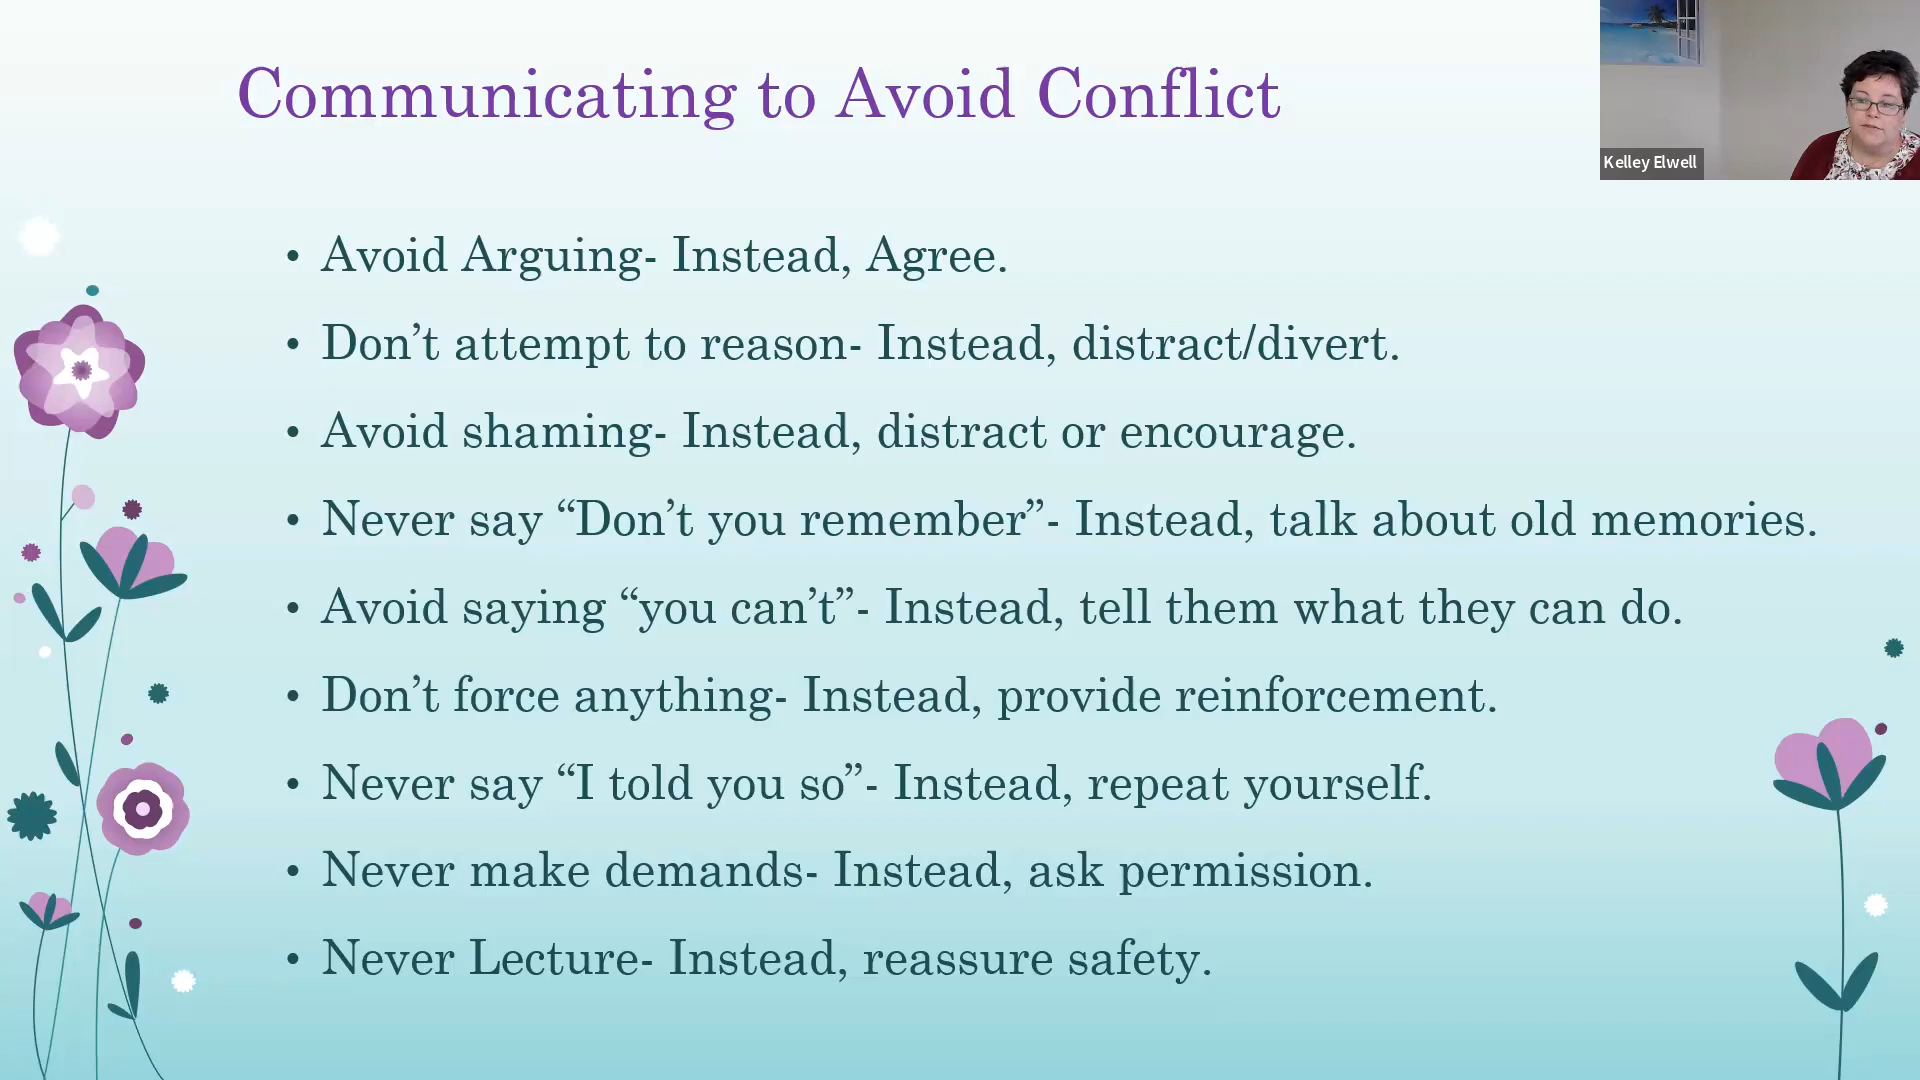 Communicating to Avoid Conflict
Kelley Elwell
• Avoid Arguing- Instead, Agree.
• Don’t attempt to reason- Instead, distract/divert.
• Avoid shaming- Instead, distract or encourage.
• Never say “Don’t you remember”- Instead, talk about old memories.
• Avoid saying “you can’t”- Instead, tell them what they can do.
• Don’t force anything- Instead, provide reinforcement.
• Never say “I told you so”- Instead, repeat yourself.
• Never make demands- Instead, ask permission.
• Never Lecture- Instead, reassure safety.